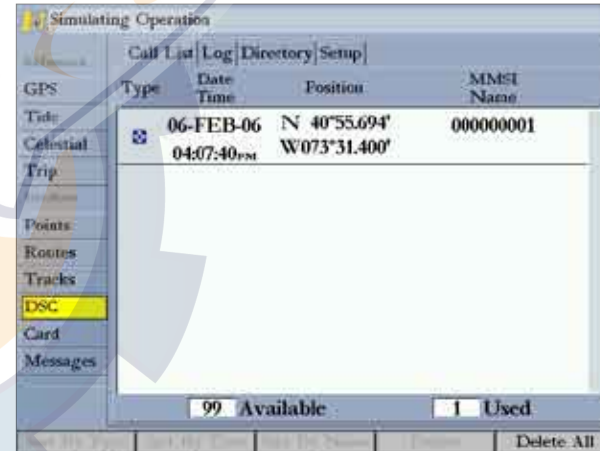 Simulating Operation
Call List Log Directory Setup
Type Date Time Position MMSI Name
GPS
Tide
Celestial
Trip
Points
Routes
Tracks
DSC
Card
Messages
06-FEB-06 N 40°55.694' 000000001
04:07:40PM W073°31.400'
99 Available 1 Used
Delete All